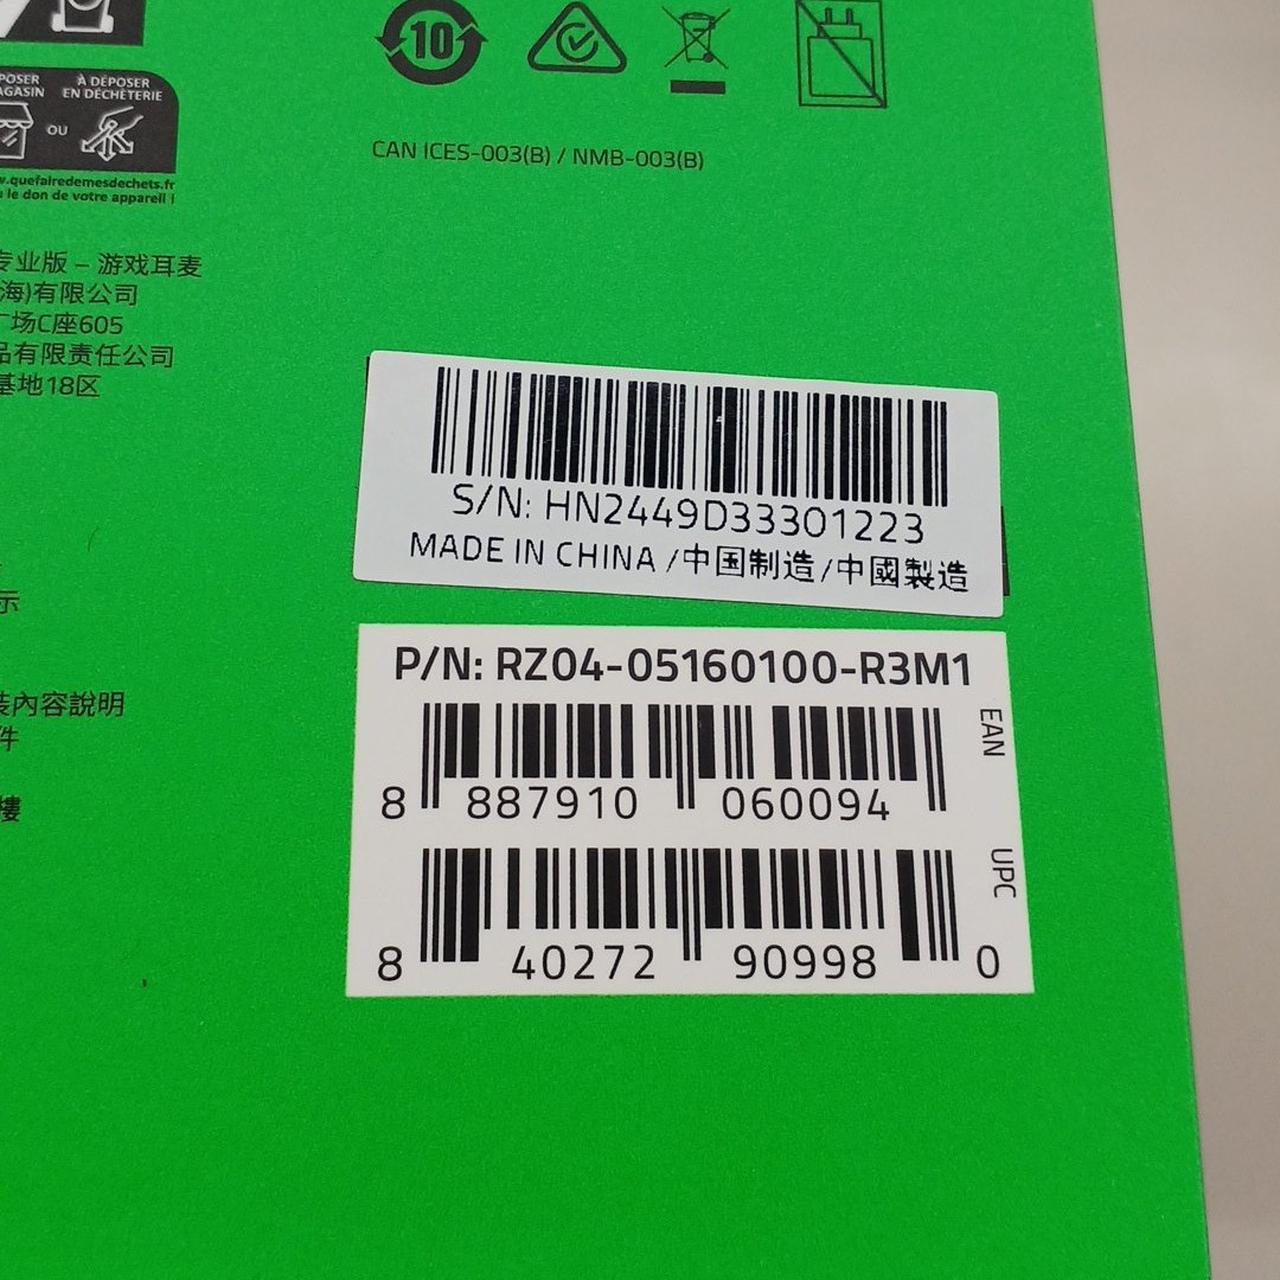 10
POSER
À DÉPOSER
AGASIN
EN DÉCHÈTERIE
OU
w.quefairedemesdechets.fr
le don de votre appareil !
CAN ICES-003(B) / NMB-003(B)
专业版 – 游戏耳麦
海)有限公司
广场C座605
品有限责任公司
基地18区
S/N: HN2449D33301223
MADE IN CHINA /中国制造/中國製造
示
P/N: RZ04-05160100-R3M1
裝內容說明
件
EAN
8 887910 060094
樓
UPC
8 40272 90998 0